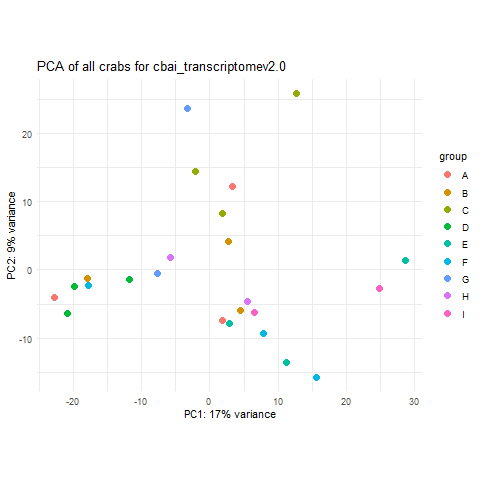 PCA of all crabs for cbai_transcriptomev2.0
PC2: 9% variance
20
10
0
-10
-20
-10
0
10
20
30
PC1: 17% variance
group
A
B
C
D
E
F
G
H
I